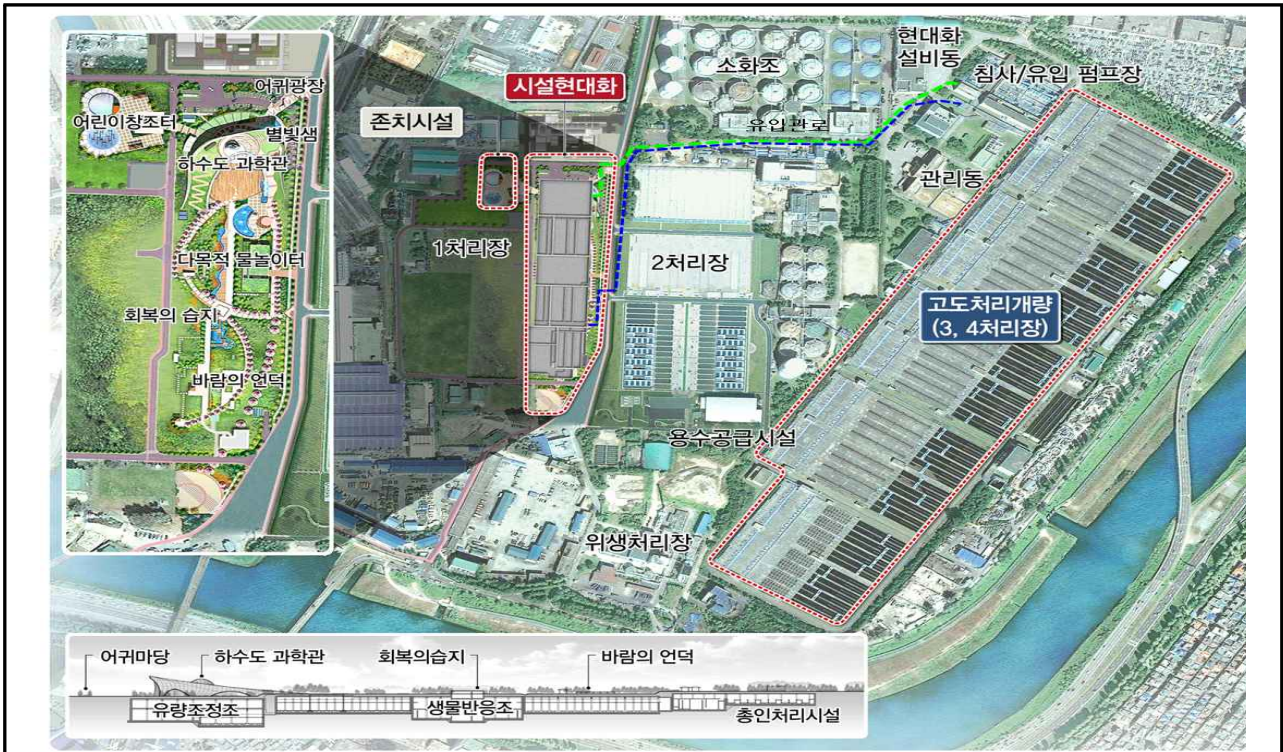 어귀광장
어린이창조터
별빛샘
하수도 과학관
다목적 물놀이터
회복의 습지
바람의 언덕
존치시설
시설현대화
소화조
현대화
설비동
침사/유입 펌프장
유입관로
관리동
1처리장
2처리장
고도처리개량
(3, 4처리장)
용수공급시설
위생처리장
어귀마당
하수도 과학관
회복의습지
바람의 언덕
유량조정조
생물반응조
총인처리시설